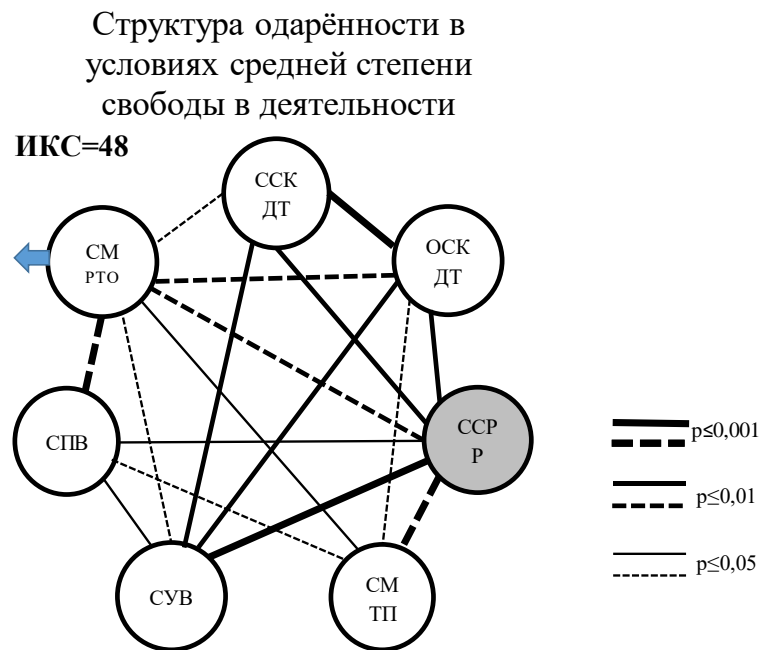 Структура одарённости в
условиях средней степени
свободы в деятельности
ИКС=48
ССК
ДТ
СМ
РТО
ОСК
ДТ
СПВ
ССР
Р
СУВ
СМ
ТП
p≤0,001
p≤0,01
p≤0,05